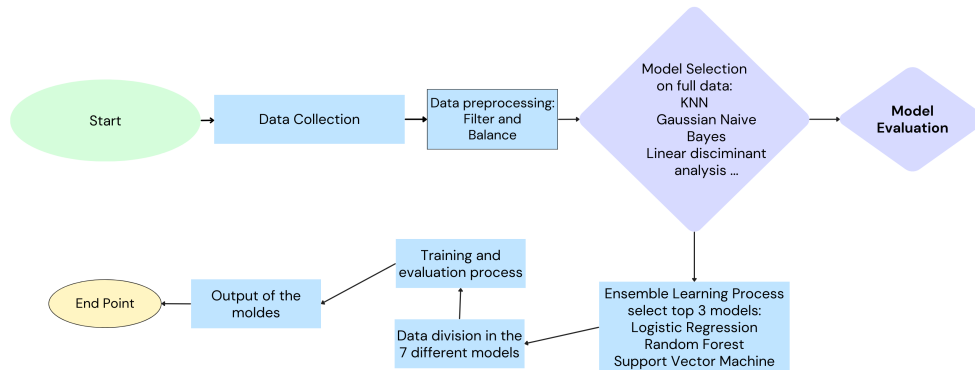 Start
Data Collection
Data preprocessing:
Filter and
Balance
Model Selection
on full data:
KNN
Gaussian Naive
Bayes
Linear disciminant
analysis ...
Model
Evaluation
Ensemble Learning Process
select top 3 models:
Logistic Regression
Random Forest
Support Vector Machine
Data division in the
7 different models
Training and
evaluation process
Output of the
moldes
End Point